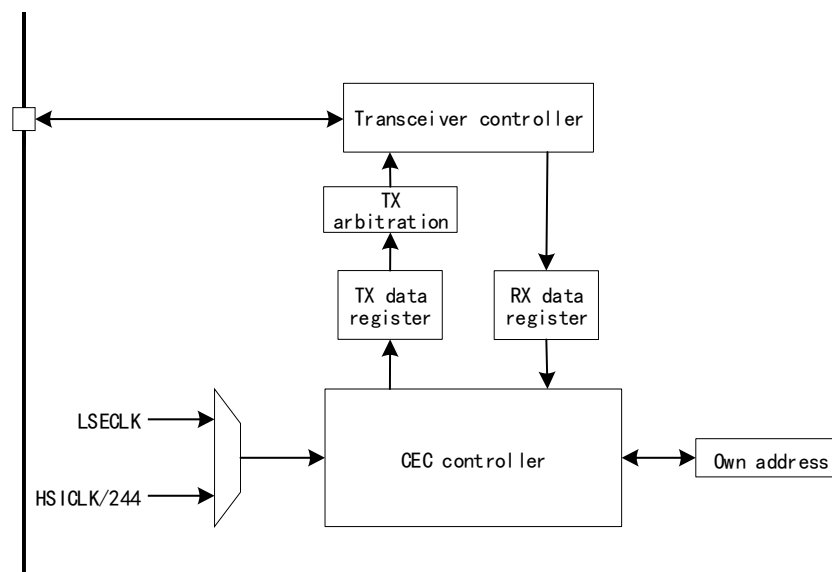 Transceiver controller
TX
arbitration
TX data
register
RX data
register
LSECLK
CEC controller
Own address
HSICLK/244